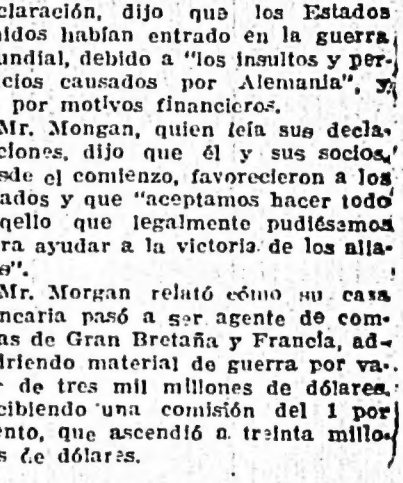 claración, dijo que los Estados
nidos habían entrado en la guerra
undial, debido a "los insultos y per-
cios causados por Alemania", y
por motivos financieros.
Mr. Mongan, quien leía sus decla-
ciones, dijo que él y sus socios,
sde el comienzo, favorecieron a los
ados y que "aceptamos hacer todo
qello que legalmente pudiésemos
ra ayudar a la victoria de los alia-
s".
Mr. Morgan relató cómo su casa
ncaria pasó a ser agente de com-
as de Gran Bretaña y Francia, ad-
driendo material de guerra por va-
r de tres mil millones de dólares,
cibiendo una comisión del 1 por
ento, que ascendió a treinta millo-
s de dólares.